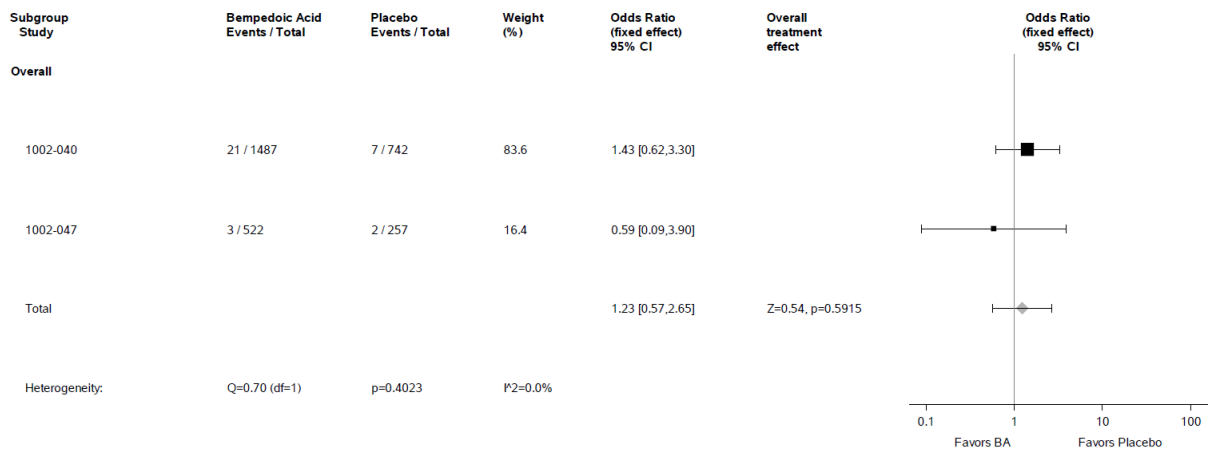 Subgroup Bempedoic Acid Placebo Weight Odds Ratio Overall Odds Ratio
Study Events / Total Events / Total (%) (fixed effect) treatment (fixed effect)
95% CI effect 95% CI
Overall
1002-040 21 / 1487 7 / 742 83.6 1.43 [0.62,3.30]
1002-047 3 / 522 2 / 257 16.4 0.59 [0.09,3.90]
Total 1.23 [0.57,2.65] Z=0.54, p=0.5915
Heterogeneity: Q=0.70 (df=1) p=0.4023 I^2=0.0%
0.1 1 10 100
Favors BA Favors Placebo